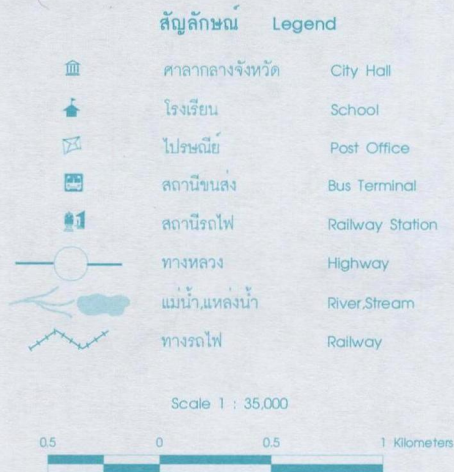 สัญลักษณ์ Legend
ศาลากลางจังหวัด City Hall
โรงเรียน School
ไปรษณีย์ Post Office
สถานีขนส่ง Bus Terminal
สถานีรถไฟ Railway Station
ทางหลวง Highway
แม่น้ำ,แหล่งน้ำ River,Stream
ทางรถไฟ Railway
Scale 1 : 35,000
0.5 0 0.5 1 Kilometers